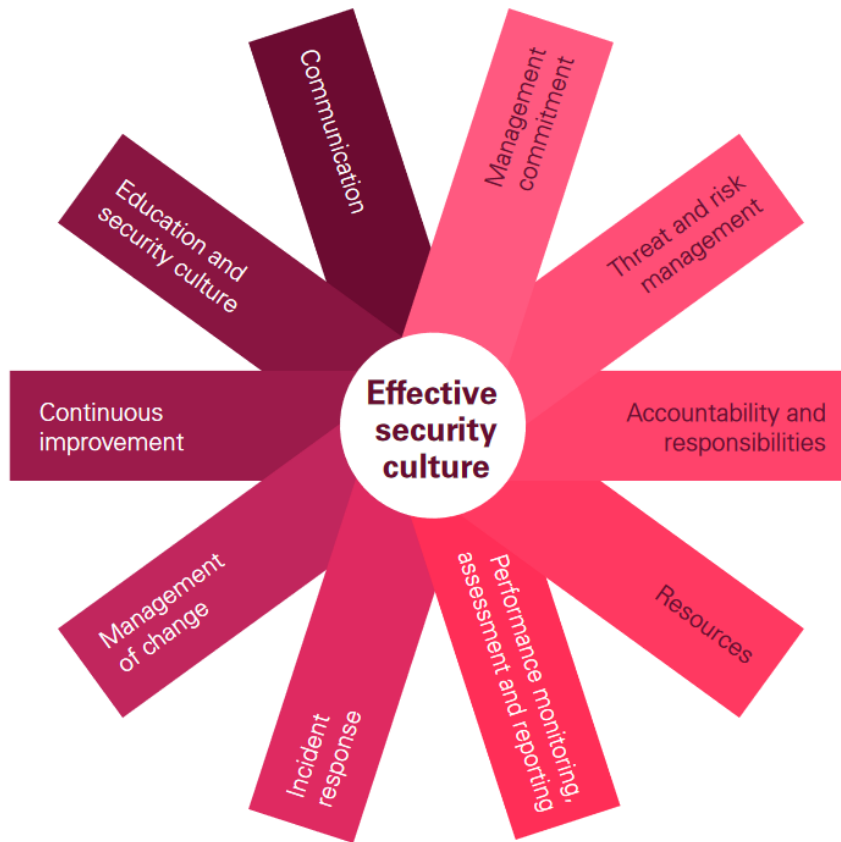 Effective
security
culture
Management
commitment
Threat and risk
management
Accountability and
responsibilities
Resources
Performance monitoring,
assessment and reporting
Incident
response
Management
of change
Continuous
improvement
Education and
security culture
Communication